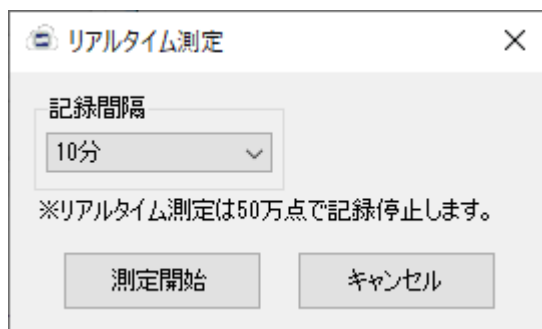 リアルタイム測定
記録間隔
10分
※リアルタイム測定は50万点で記録停止します。
測定開始
キャンセル